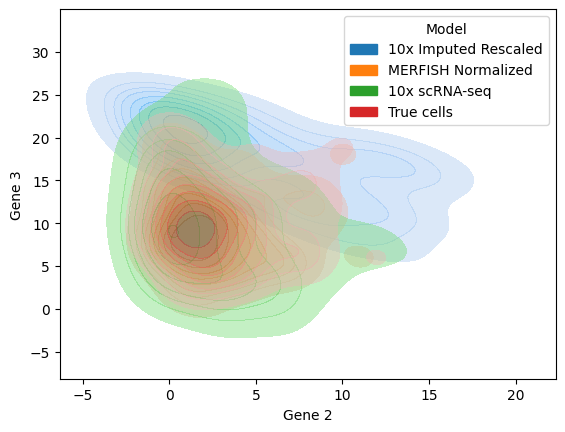 Model
10x Imputed Rescaled
MERFISH Normalized
10x scRNA-seq
True cells
30
25
20
15
10
5
0
−5
Gene 3
−5
0
5
10
15
20
Gene 2